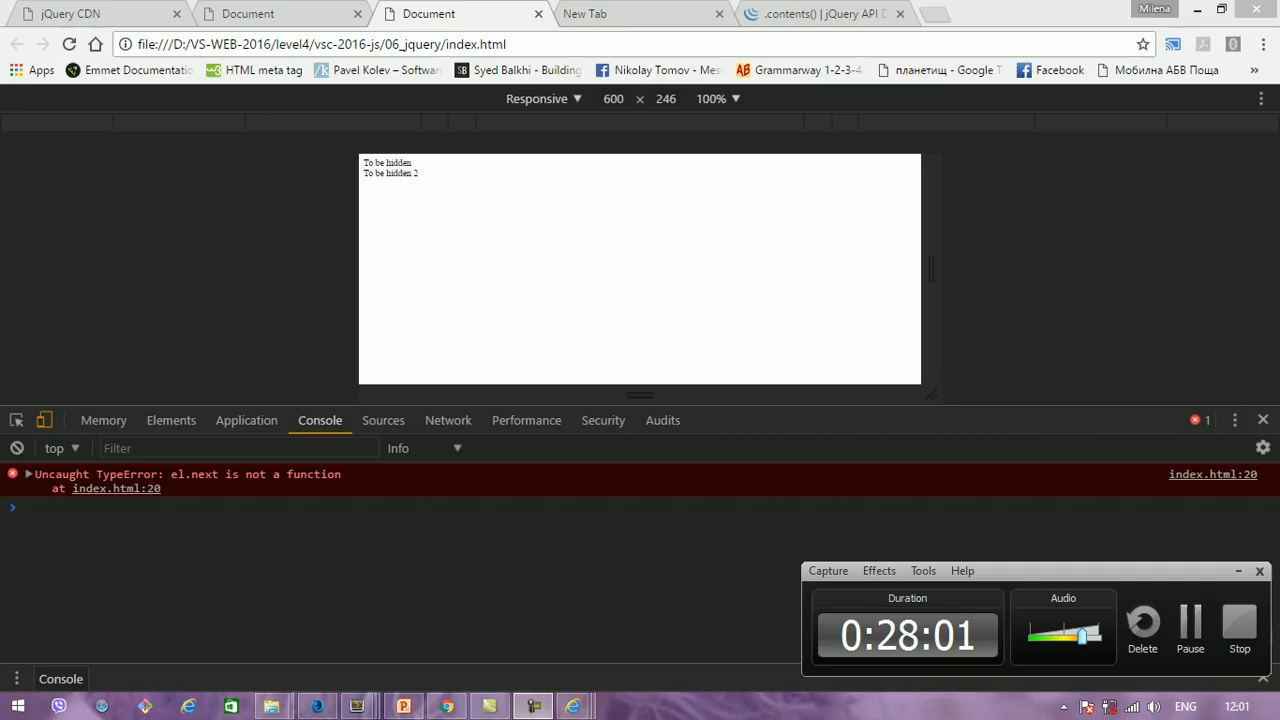 jQuery CDN
Document
Document
New Tab
.contents() | jQuery API D
Milena
file:///D:/VS-WEB-2016/level4/vsc-2016-js/06_jquery/index.html
Apps
Emmet Documentatio
HTML meta tag
Pavel Kolev – Softwar
SB Syed Balkhi - Building
Nikolay Tomov - Mes
АБ Grammarway 1-2-3-4
планетищ - Google T
Facebook
Мобилна АБВ Поща
»
Responsive
600 × 246
100%
To be hidden
To be hidden 2
Memory
Elements
Application
Console
Sources
Network
Performance
Security
Audits
1
top
Filter
Info
Uncaught TypeError: el.next is not a function
index.html:20
at index.html:20
Capture
Effects
Tools
Help
Duration
Audio
0:28:01
Delete
Pause
Stop
Console
ENG
12:01